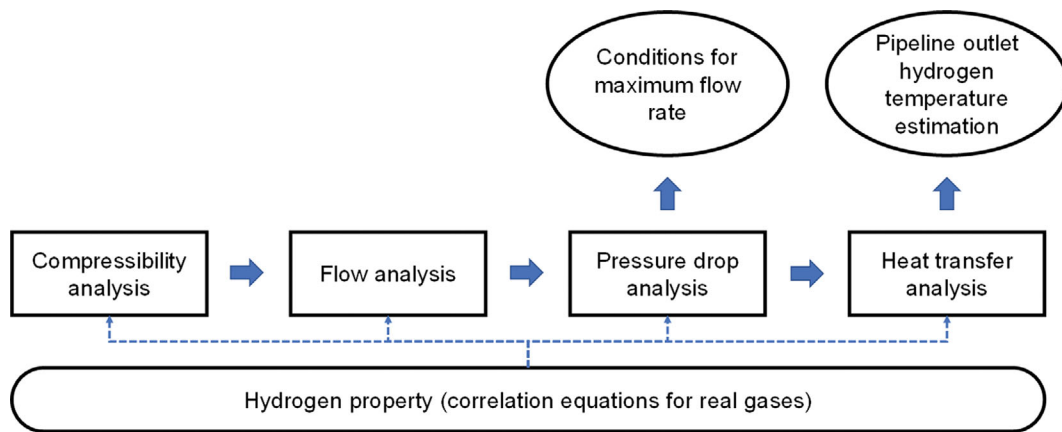 Conditions for
maximum flow
rate
Pipeline outlet
hydrogen
temperature
estimation
Compressibility
analysis
Flow analysis
Pressure drop
analysis
Heat transfer
analysis
Hydrogen property (correlation equations for real gases)